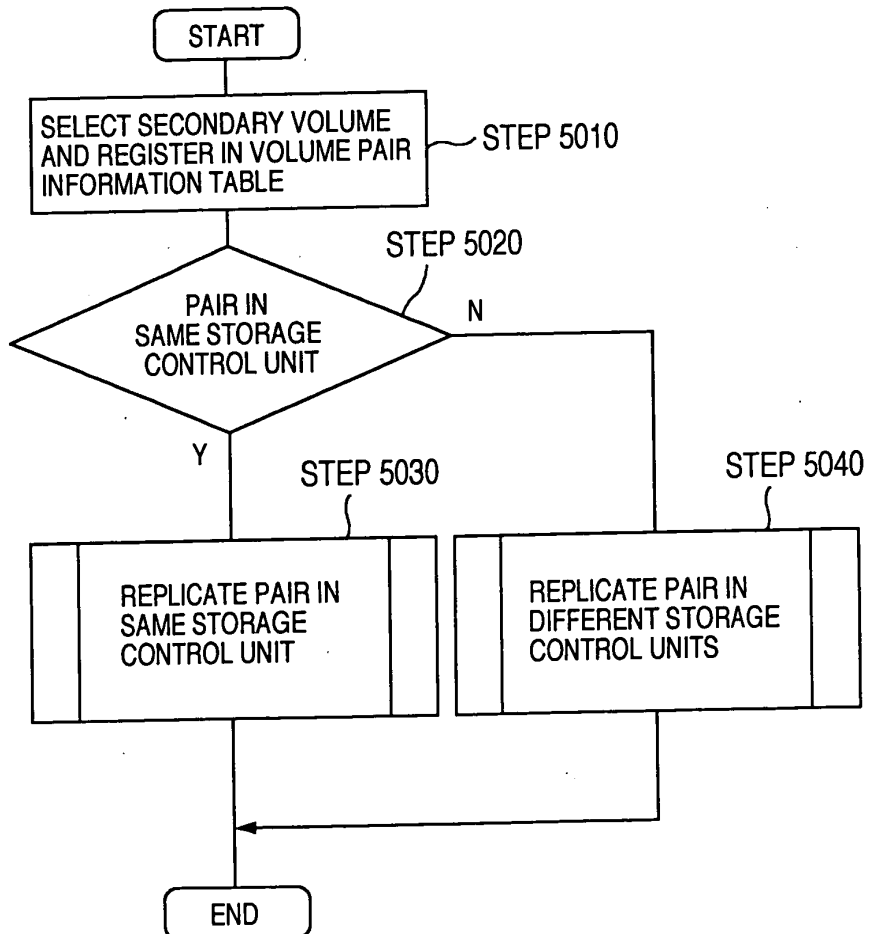 START
SELECT SECONDARY VOLUME
AND REGISTER IN VOLUME PAIR
INFORMATION TABLE
STEP 5010
STEP 5020
PAIR IN
SAME STORAGE
CONTROL UNIT
N
Y
STEP 5030
STEP 5040
REPLICATE PAIR IN
SAME STORAGE
CONTROL UNIT
REPLICATE PAIR IN
DIFFERENT STORAGE
CONTROL UNITS
END